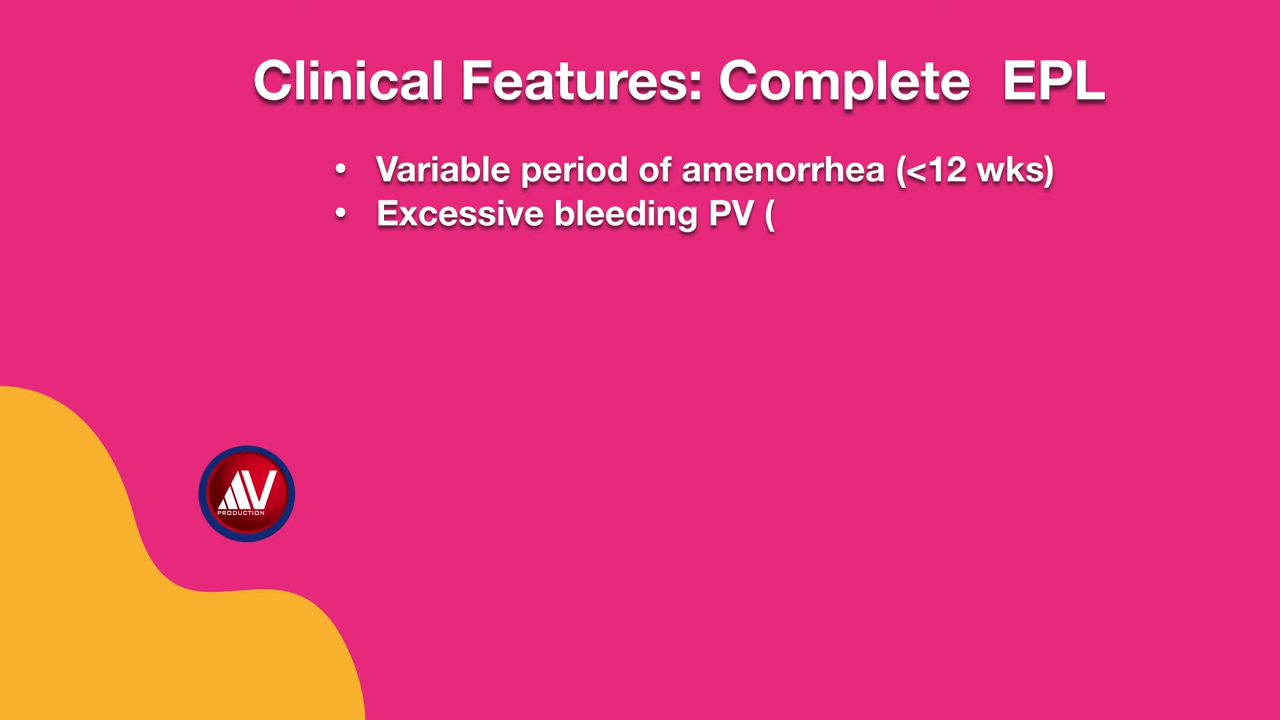 Clinical Features: Complete EPL
• Variable period of amenorrhea (<12 wks)
• Excessive bleeding PV (
AV
PRODUCTION